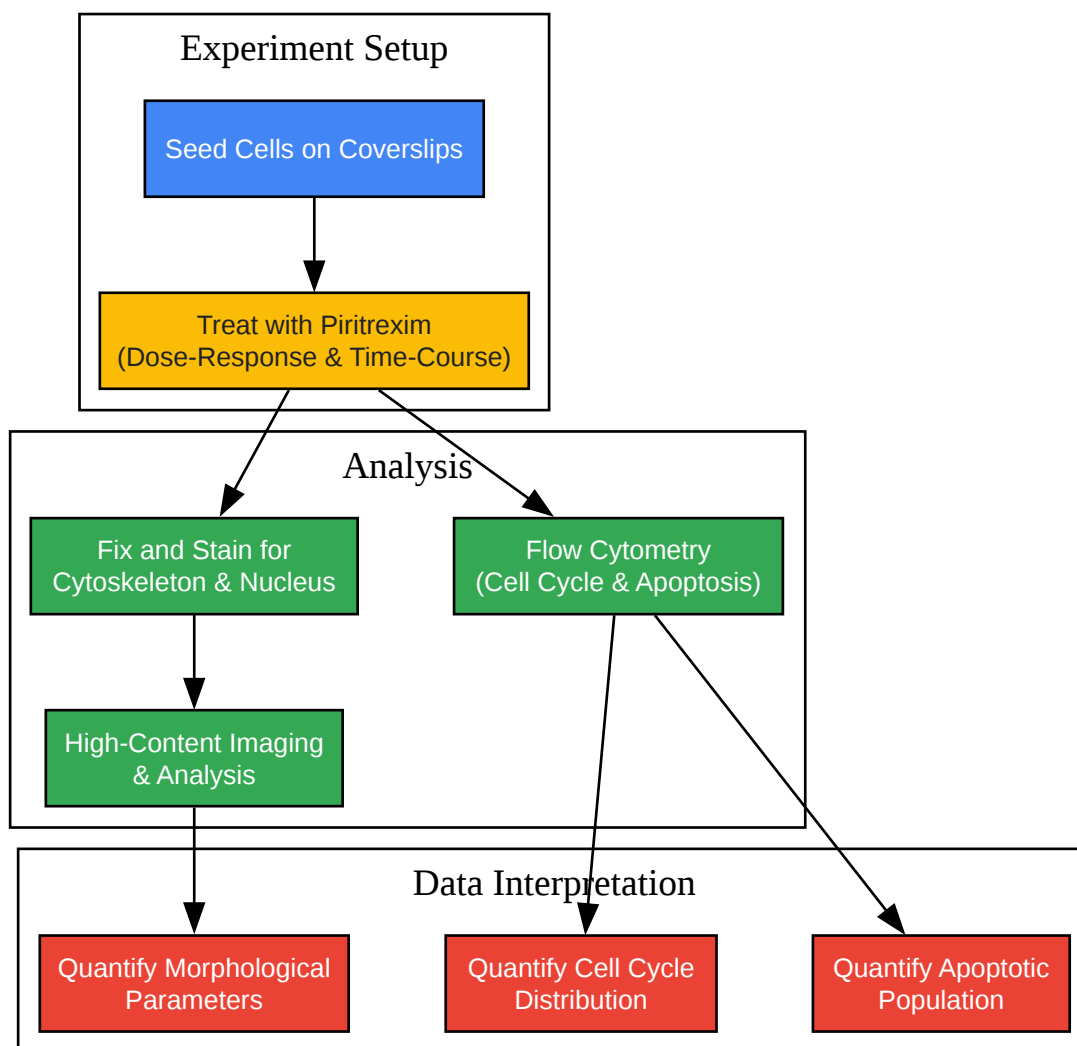 Experiment Setup
Seed Cells on Coverslips
Treat with Piritrexim
(Dose-Response & Time-Course)
Analysis
Fix and Stain for
Cytoskeleton & Nucleus
Flow Cytometry
(Cell Cycle & Apoptosis)
High-Content Imaging
& Analysis
Data Interpretation
Quantify Morphological
Parameters
Quantify Cell Cycle
Distribution
Quantify Apoptotic
Population